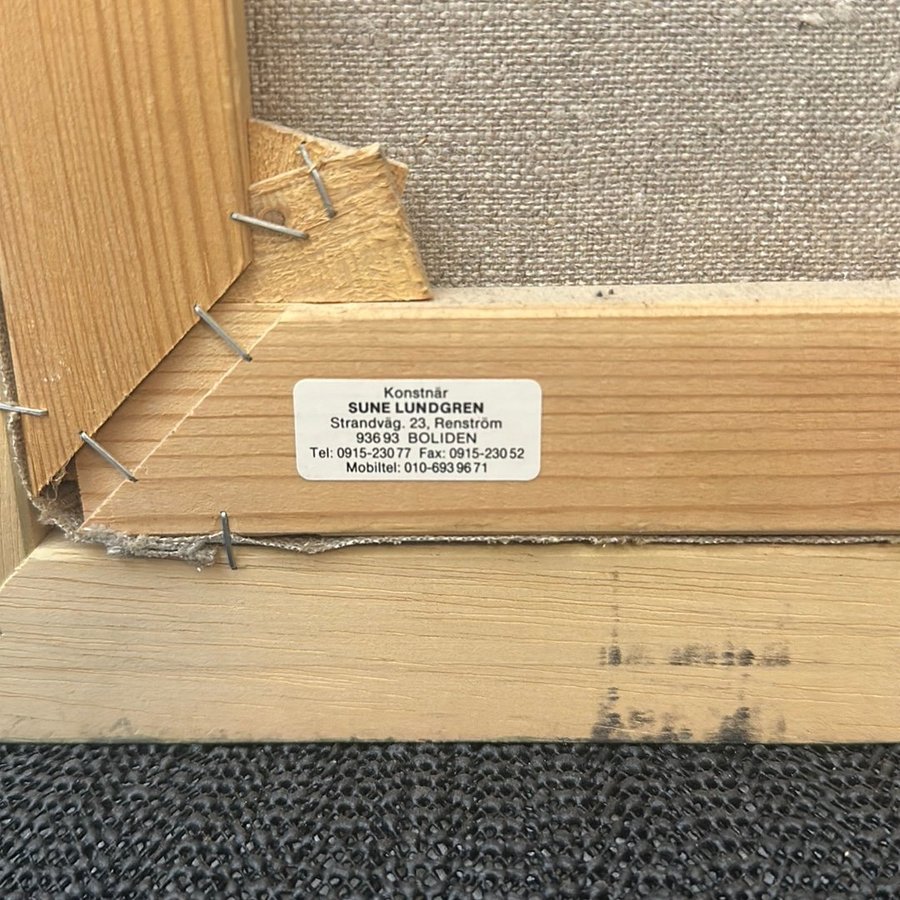 Konstnär
SUNE LUNDGREN
Strandväg. 23, Renström
936 93 BOLIDEN
Tel: 0915-230 77 Fax: 0915-230 52
Mobiltel: 010-693 96 71